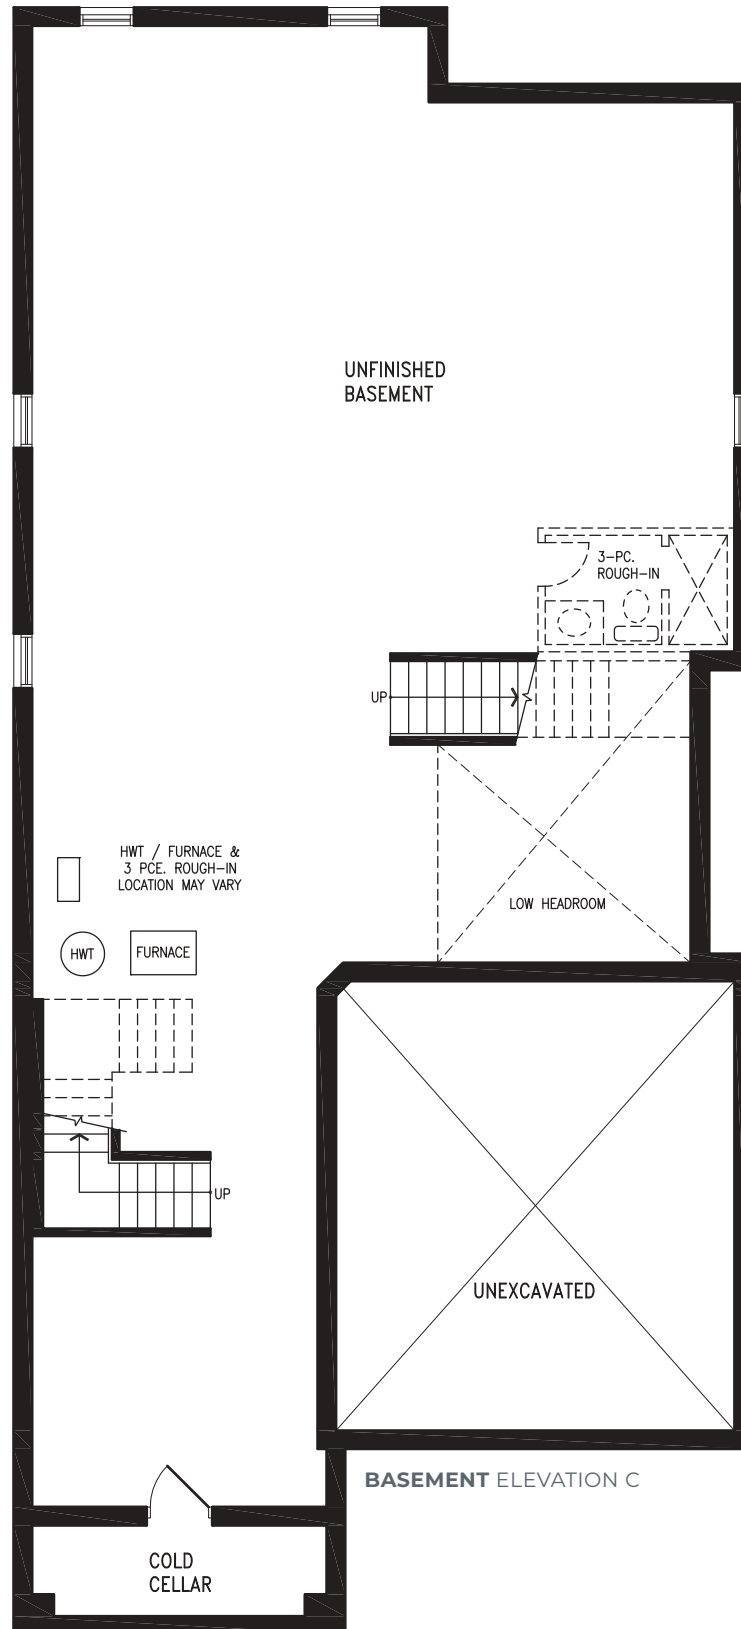 UNFINISHED
BASEMENT
3-PC.
ROUGH-IN
UP
HWT / FURNACE &
3 PCE. ROUGH-IN
LOCATION MAY VARY
LOW HEADROOM
HWT
FURNACE
UP
UNEXCAVATED
BASEMENT ELEVATION C
COLD
CELLAR